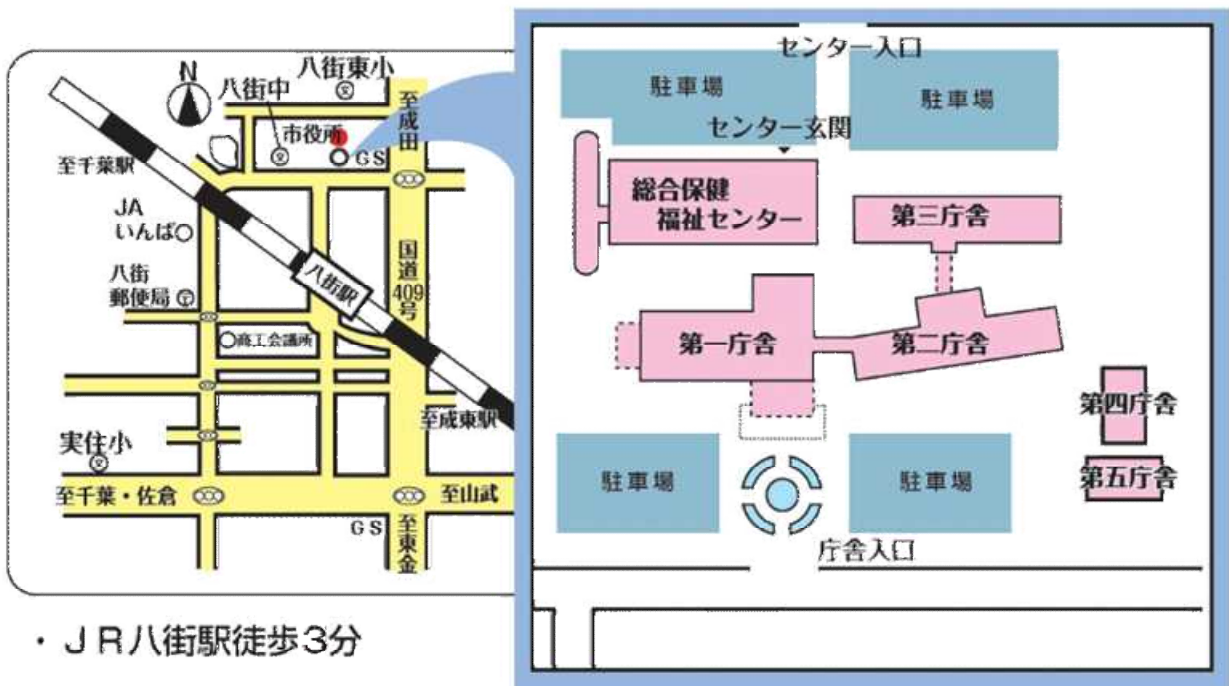 N
八街東小
八街中
至成田
市役所
GS
至千葉駅
JA
いんば
国道
409
号
八街駅
八街
郵便局
商工会議所
至成東駅
実住小
至千葉・佐倉
至山武
GS
至東金
・JR八街駅徒歩3分
センター入口
駐車場
駐車場
センター玄関
総合保健
福祉センター
第三庁舎
第一庁舎
第二庁舎
第四庁舎
第五庁舎
駐車場
駐車場
庁舎入口